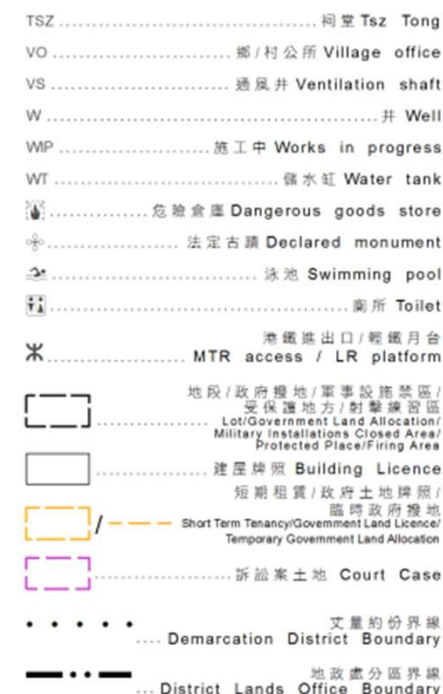 TSZ 祠堂 Tsz Tong
VO 鄉/村公所 Village office
VS 通風井 Ventilation shaft
W 井 Well
WIP 施工中 Works in progress
WT 儲水缸 Water tank
危險倉庫 Dangerous goods store
法定古蹟 Declared monument
泳池 Swimming pool
廁所 Toilet
港鐵進出口/輕鐵月台
MTR access / LR platform
地段/政府撥地/軍事設施禁區/
受保護地方/射擊練習區
Lot/Government Land Allocation/
Military Installations Closed Area/
Protected Place/Firing Area
建屋牌照 Building Licence
短期租賃/政府土地牌照/
臨時政府撥地
/ Short Term Tenancy/Government Land Licence/
Temporary Government Land Allocation
訴訟案土地 Court Case
丈量約份界線
Demarcation District Boundary
地政處分區界線
District Lands Office Boundary